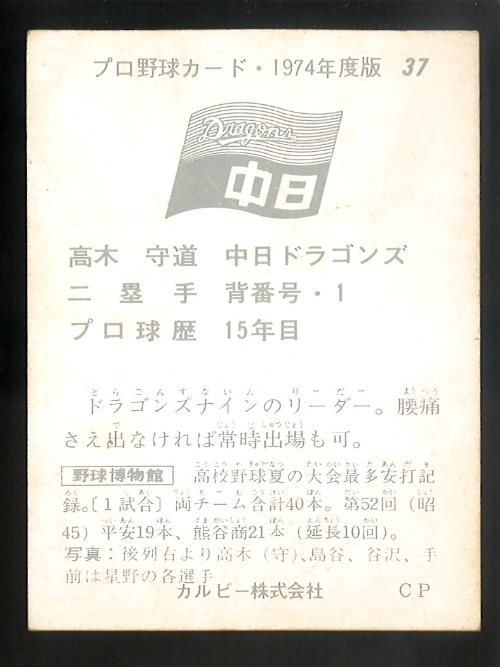 プロ野球カード・1974年度版 37
Dragons
中日
高木 守道 中日ドラゴンズ
二塁手 背番号・1
プロ球歴 15年目
ドラゴンズナインのリーダー。腰痛
さえ出なければ常時出場も可。
野球博物館 高校野球夏の大会最多安打記
録。〔1試合〕両チーム合計40本。第52回(昭
45)平安19本、熊谷商21本(延長10回)。
写真：後列右より高木(守)、島谷、谷沢、手
前は星野の各選手
カルビー株式会社 CP